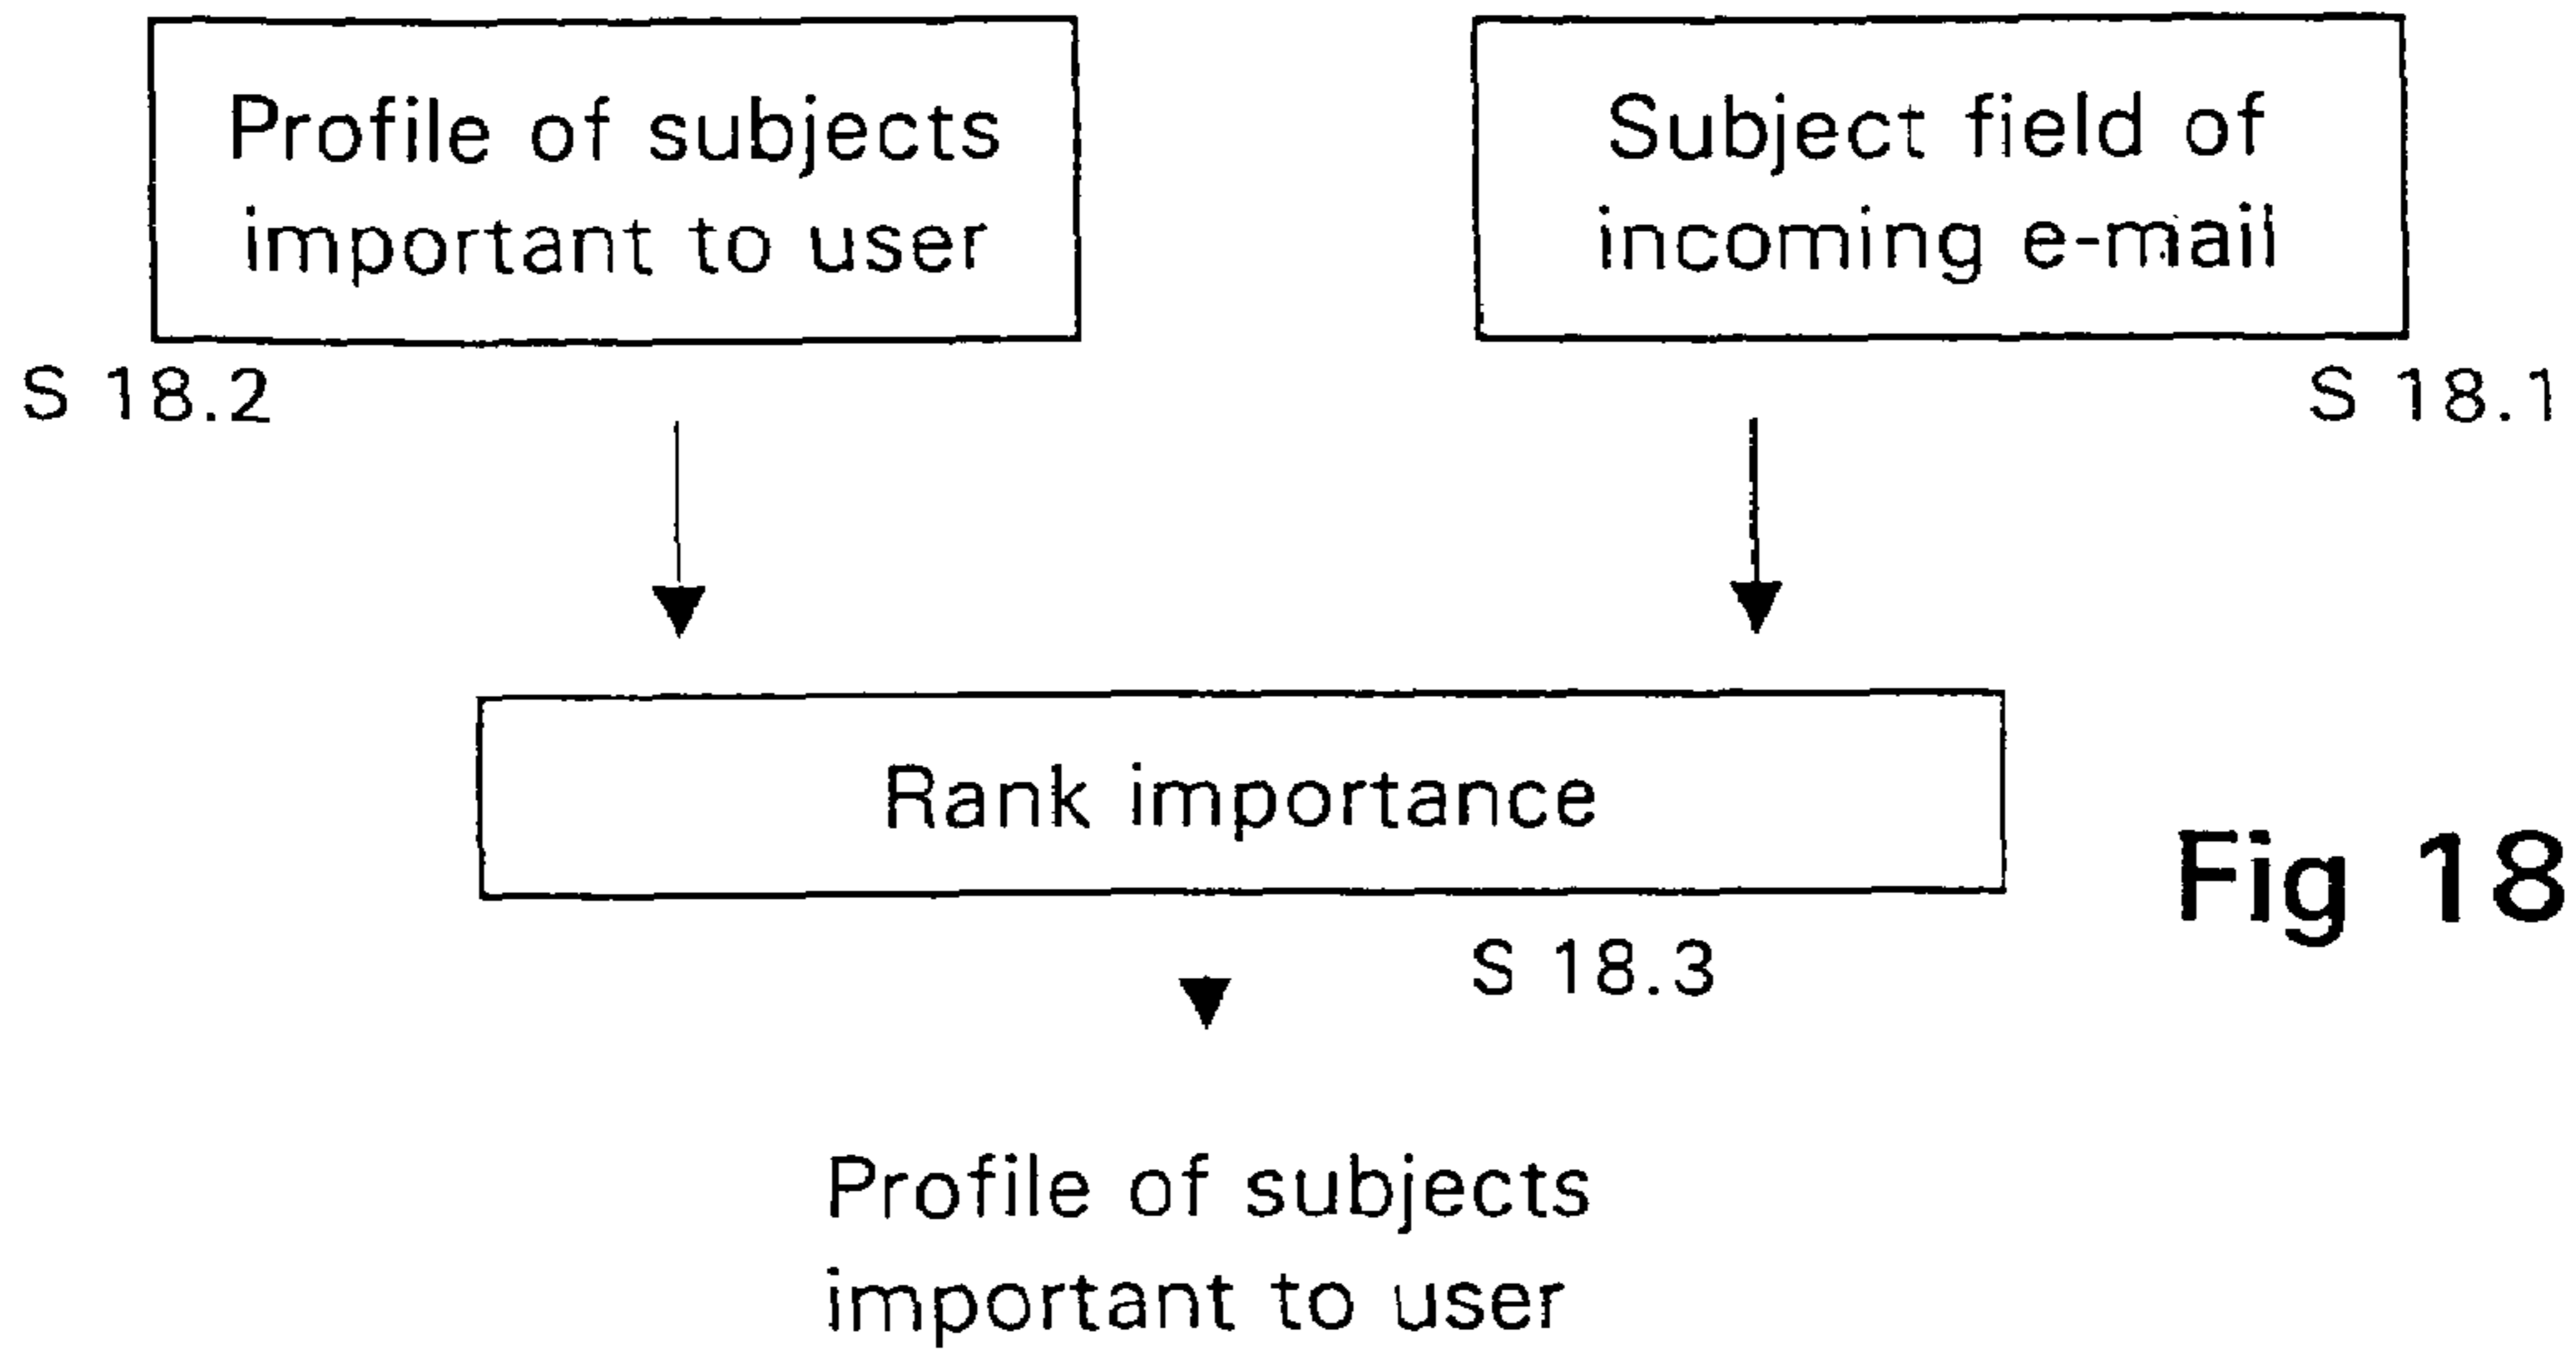 Profile of subjects
important to user
Subject field of
incoming e-mail
S 18.2
S 18.1
Rank importance
Fig 18
S 18.3
Profile of subjects
important to user